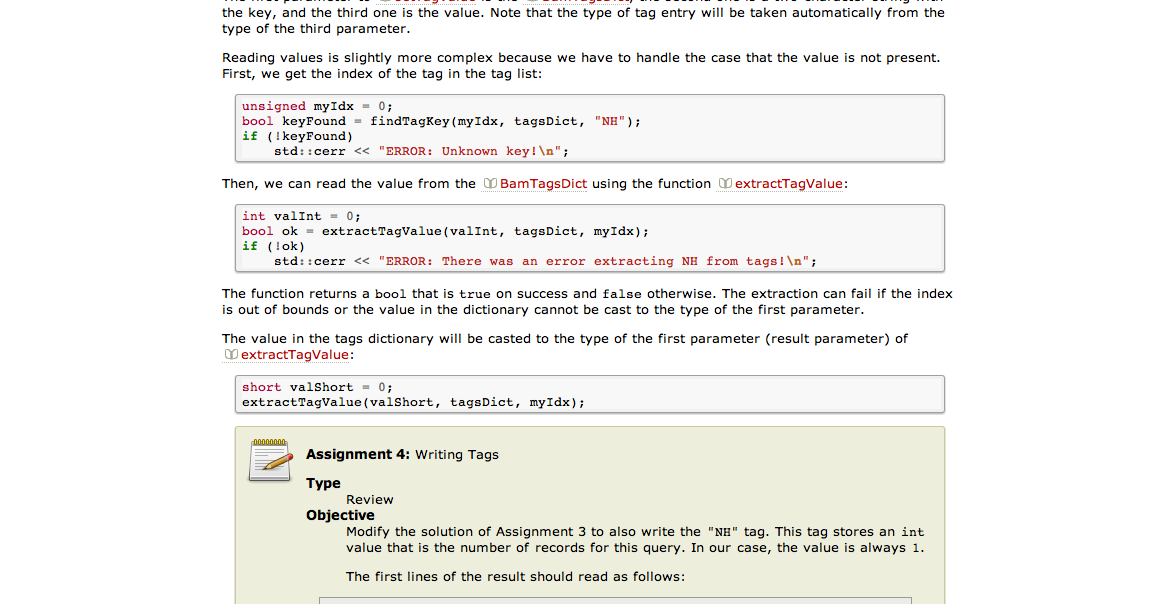 the key, and the third one is the value. Note that the type of tag entry will be taken automatically from the
type of the third parameter.
Reading values is slightly more complex because we have to handle the case that the value is not present.
First, we get the index of the tag in the tag list:
unsigned myIdx = 0;
bool keyFound = findTagKey(myIdx, tagsDict, "NH");
if (!keyFound)
    std::cerr << "ERROR: Unknown key!\n";
Then, we can read the value from the BamTagsDict using the function extractTagValue:
int valInt = 0;
bool ok = extractTagValue(valInt, tagsDict, myIdx);
if (!ok)
    std::cerr << "ERROR: There was an error extracting NH from tags!\n";
The function returns a bool that is true on success and false otherwise. The extraction can fail if the index
is out of bounds or the value in the dictionary cannot be cast to the type of the first parameter.
The value in the tags dictionary will be casted to the type of the first parameter (result parameter) of
extractTagValue:
short valShort = 0;
extractTagValue(valShort, tagsDict, myIdx);
Assignment 4: Writing Tags
Type
Review
Objective
Modify the solution of Assignment 3 to also write the "NH" tag. This tag stores an int
value that is the number of records for this query. In our case, the value is always 1.
The first lines of the result should read as follows: